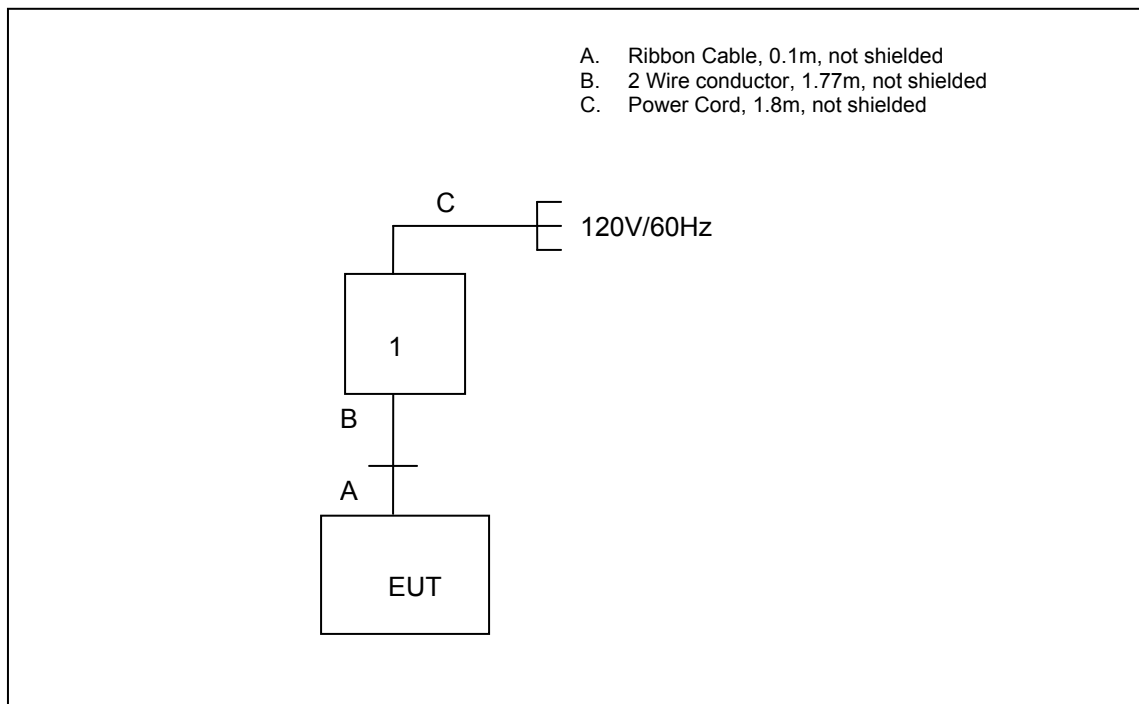 A. Ribbon Cable, 0.1m, not shielded
B. 2 Wire conductor, 1.77m, not shielded
C. Power Cord, 1.8m, not shielded
C
120V/60Hz
1
B
A
EUT